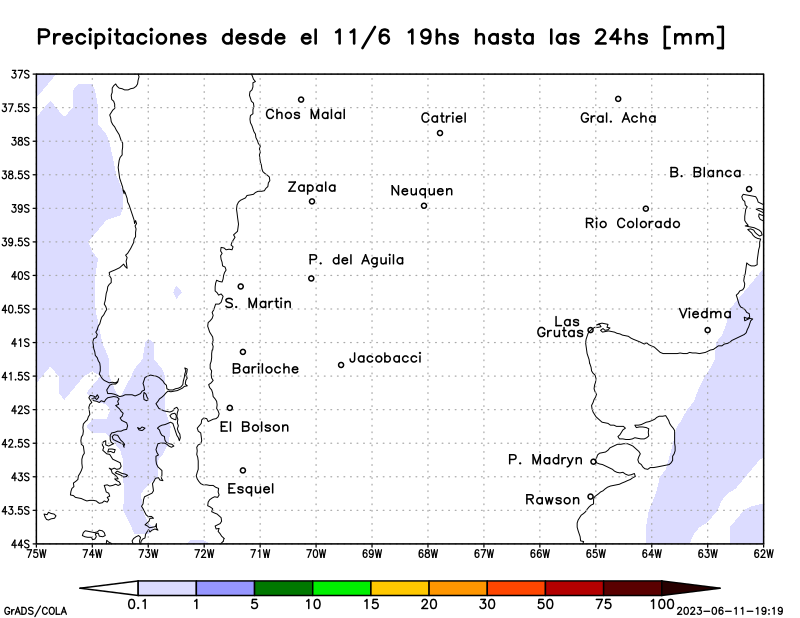 Precipitaciones desde el 11/6 19hs hasta las 24hs [mm]
37S
37.5S
38S
38.5S
39S
39.5S
40S
40.5S
41S
41.5S
42S
42.5S
43S
43.5S
44S
Chos Malal
Catriel
Gral. Acha
B. Blanca
Zapala
Neuquen
Rio Colorado
P. del Aguila
S. Martin
Las
Grutas
Viedma
Bariloche
Jacobacci
El Bolson
P. Madryn
Esquel
Rawson
75W 74W 73W 72W 71W 70W 69W 68W 67W 66W 65W 64W 63W 62W
0.1 1 5 10 15 20 30 50 75 100
GrADS/COLA
2023-06-11-19:19